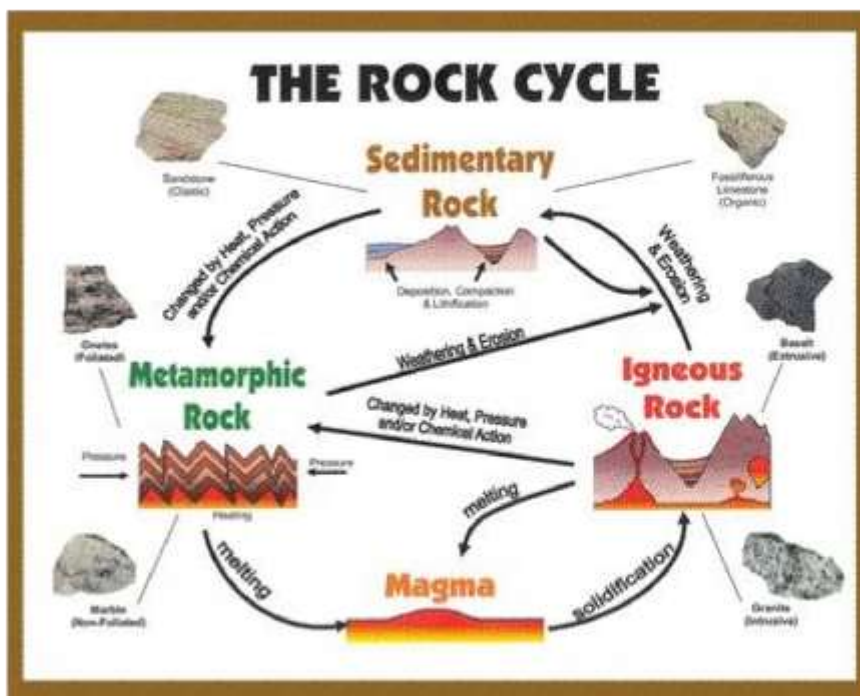 THE ROCK CYCLE
Sandstone
(Clastic)
Sedimentary
Rock
Fossiliferous
Limestone
(Organic)
Changed by Heat, Pressure
and/or Chemical Action
Deposition, Compaction
& Lithification
Weathering
& Erosion
Gneiss
(Foliated)
Basalt
(Extrusive)
Weathering & Erosion
Metamorphic
Rock
Igneous
Rock
Changed by Heat, Pressure
and/or Chemical Action
Pressure
Pressure
Heating
melting
melting
Magma
solidification
Marble
(Non-Foliated)
Granite
(Intrusive)